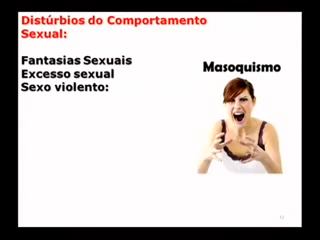 Distúrbios do Comportamento
Sexual:
Fantasias Sexuais
Excesso sexual
Sexo violento:
Masoquismo